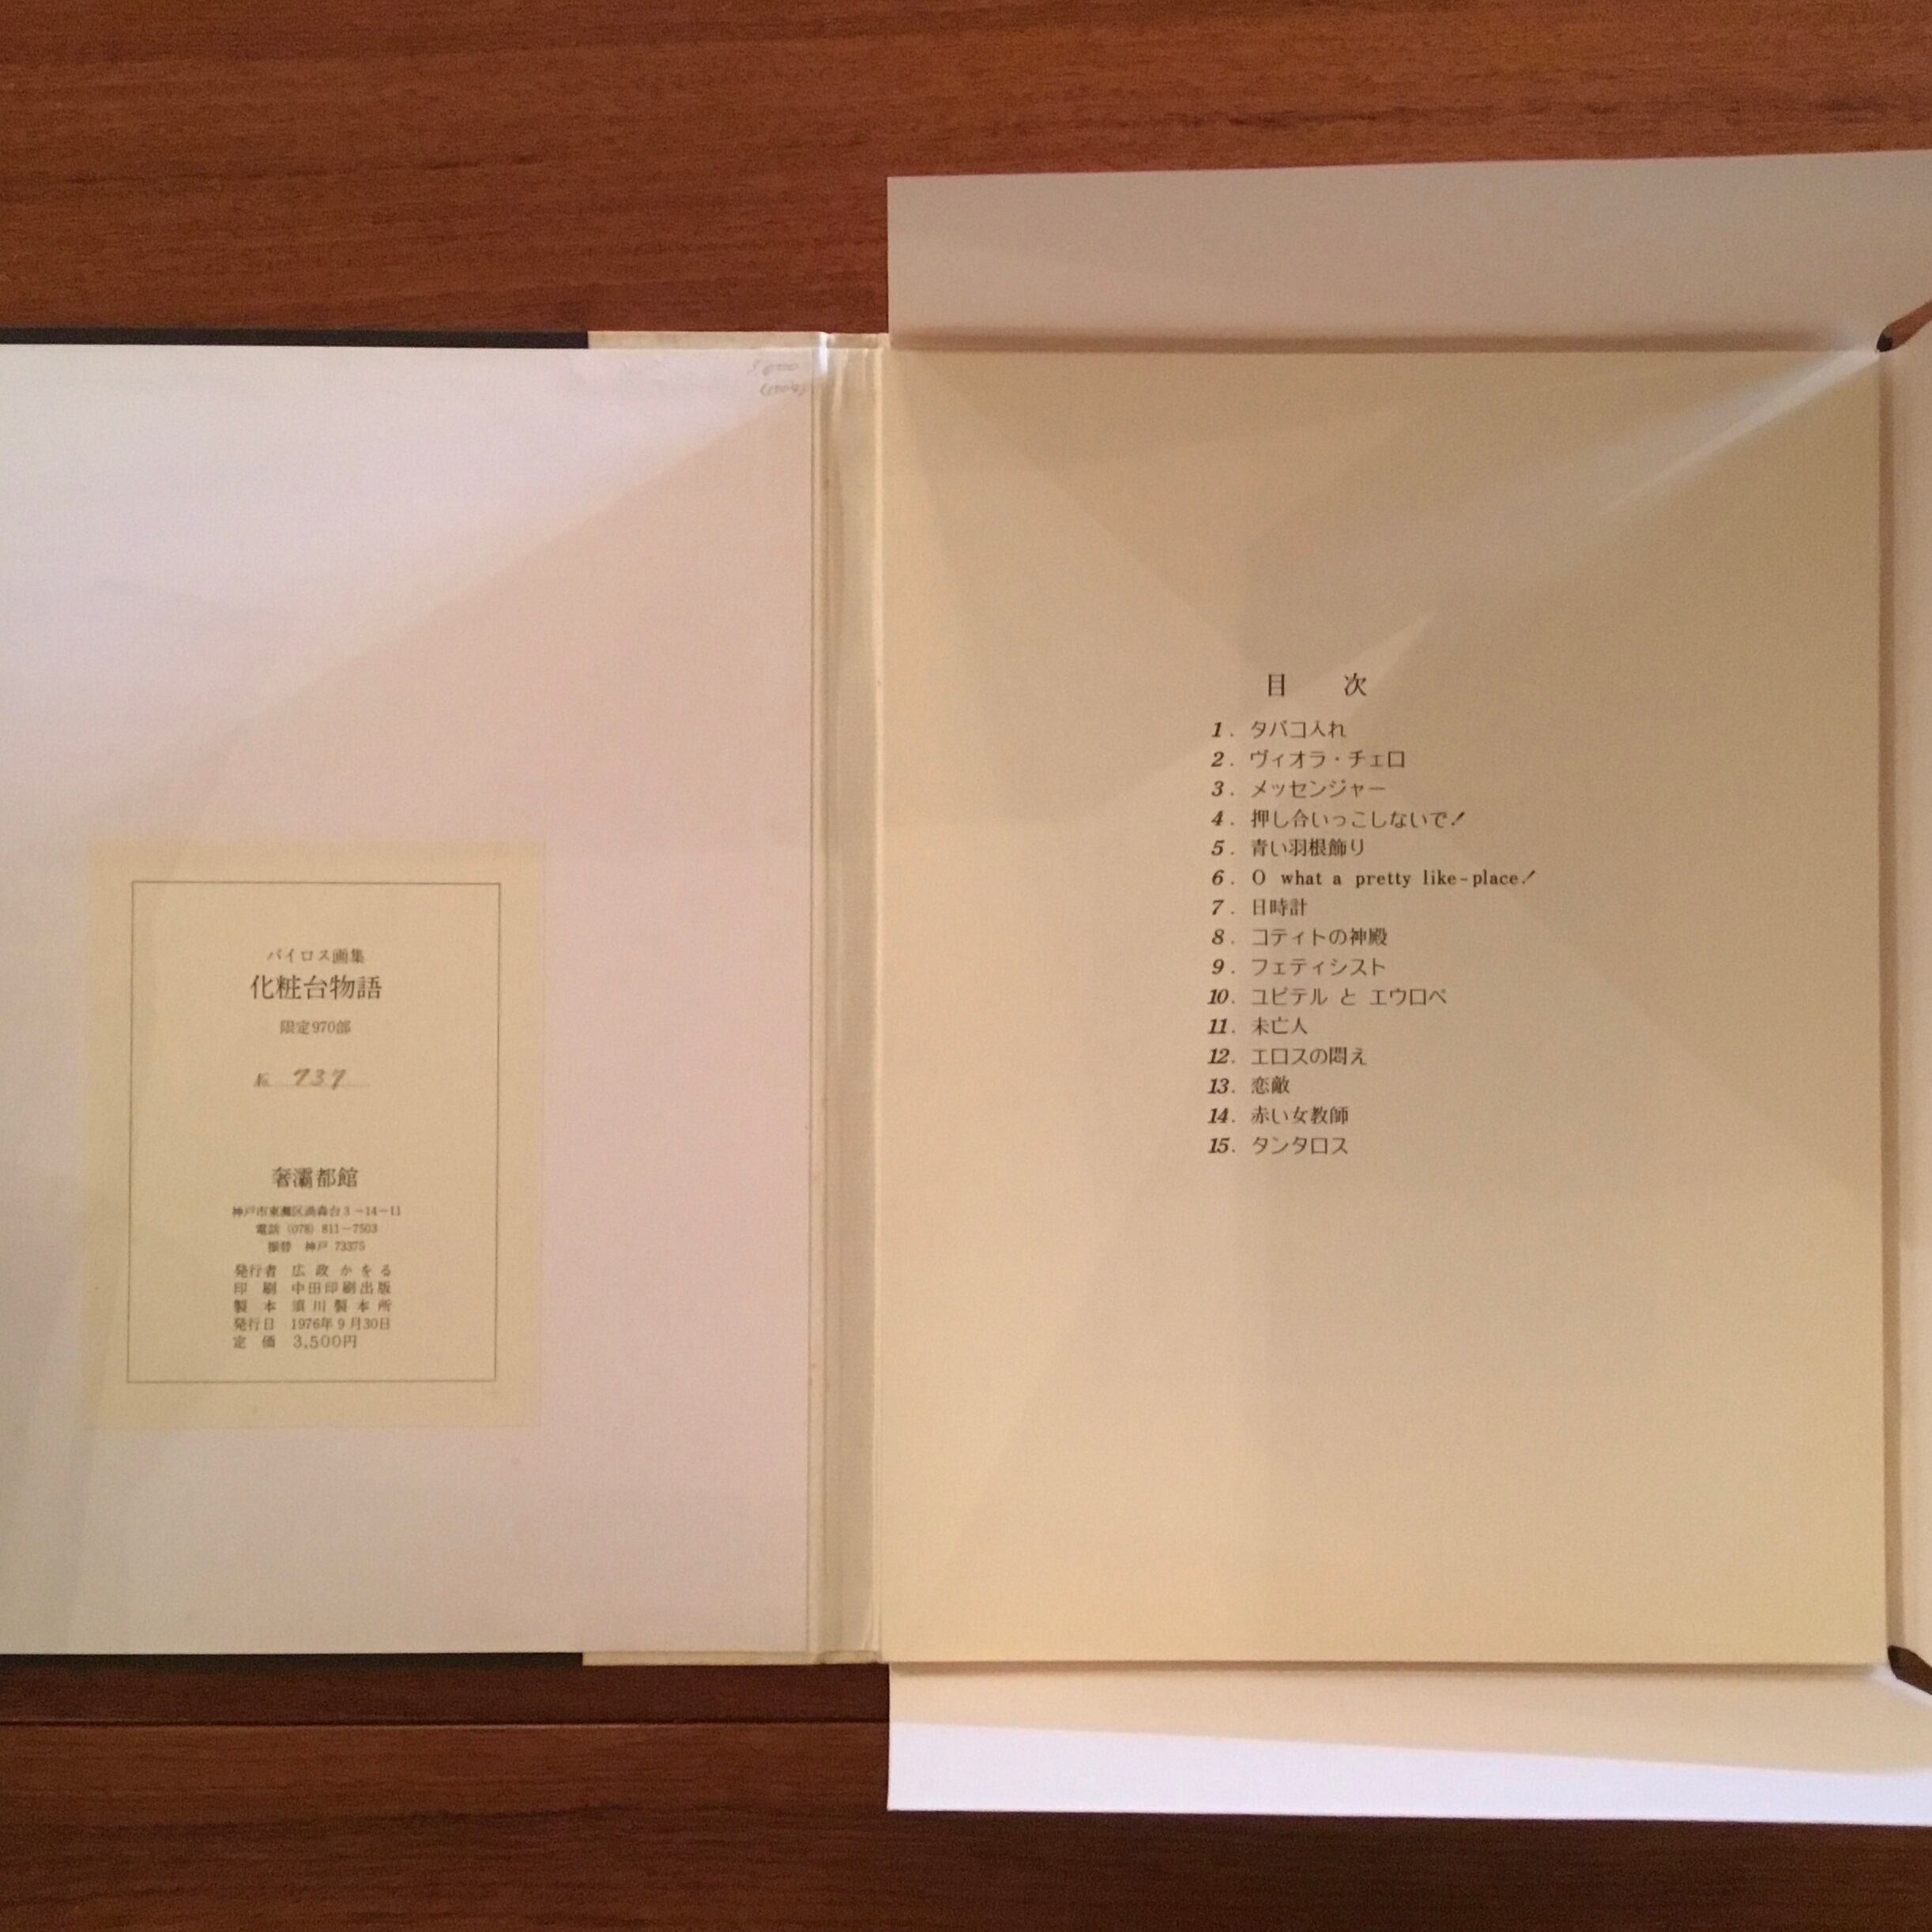 バイロス画集
化粧台物語
限定970部
№ 737
奢灞都館
神戸市東灘区渦森台3-14-11
電話 (078) 811-7503
振替 神戸 73375
発行者 広政かをる
印刷 中田印刷出版
製本 須川製本所
発行日 1976年9月30日
定価 3,500円
目次
1. タバコ入れ
2. ヴィオラ・チェロ
3. メッセンジャー
4. 押し合いっこしないで!
5. 青い羽根飾り
6. O what a pretty like-place!
7. 日時計
8. コティトの神殿
9. フェティシスト
10. ユピテル と エウロペ
11. 未亡人
12. エロスの悶え
13. 恋敵
14. 赤い女教師
15. タンタロス